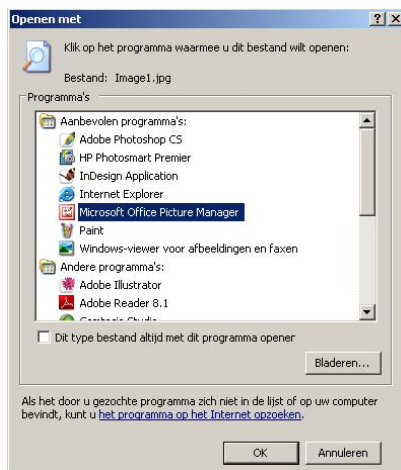 Openen met
Klik op het programma waarmee u dit bestand wilt openen:
Bestand: Image1.jpg
Programma's
Aanbevolen programma's:
Adobe Photoshop CS
HP Photosmart Premier
InDesign Application
Internet Explorer
Microsoft Office Picture Manager
Paint
Windows-viewer voor afbeeldingen en faxen
Andere programma's:
Adobe Illustrator
Adobe Reader 8.1
Dit type bestand altijd met dit programma opener
Bladeren...
Als het door u gezochte programma zich niet in de lijst of op uw computer
bevindt, kunt u het programma op het Internet opzoeken.
OK
Annuleren